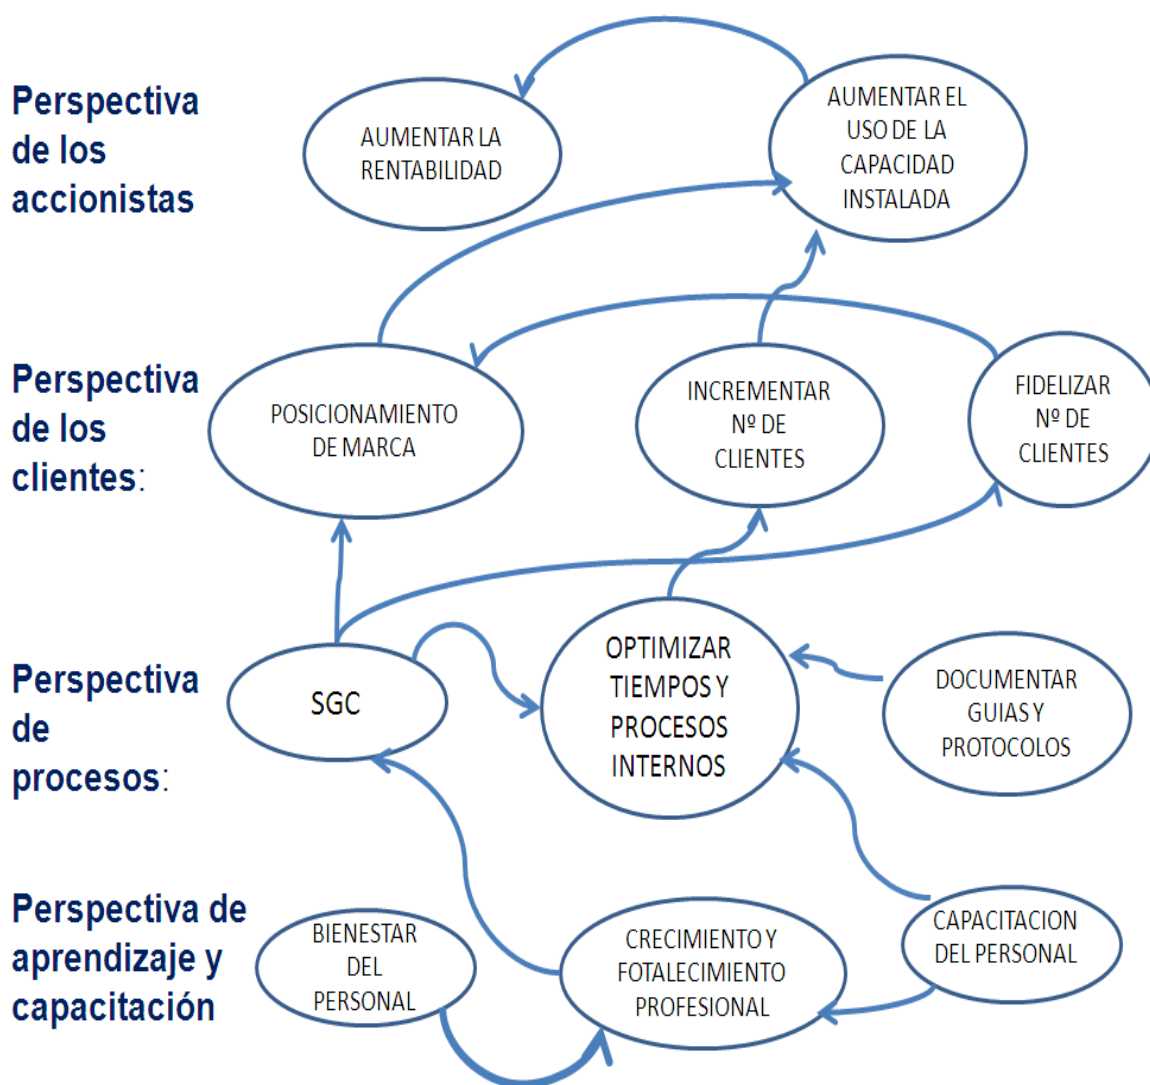 Perspectiva
de los
accionistas
AUMENTAR LA
RENTABILIDAD
AUMENTAR EL
USO DE LA
CAPACIDAD
INSTALADA
Perspectiva
de los
clientes:
POSICIONAMIENTO
DE MARCA
INCREMENTAR
Nº DE
CLIENTES
FIDELIZAR
Nº DE
CLIENTES
Perspectiva
de
procesos:
SGC
OPTIMIZAR
TIEMPOS Y
PROCESOS
INTERNOS
DOCUMENTAR
GUIAS Y
PROTOCOLOS
Perspectiva de
aprendizaje y
capacitación
BIENESTAR
DEL
PERSONAL
CRECIMIENTO Y
FOTALECIMIENTO
PROFESIONAL
CAPACITACION
DEL PERSONAL